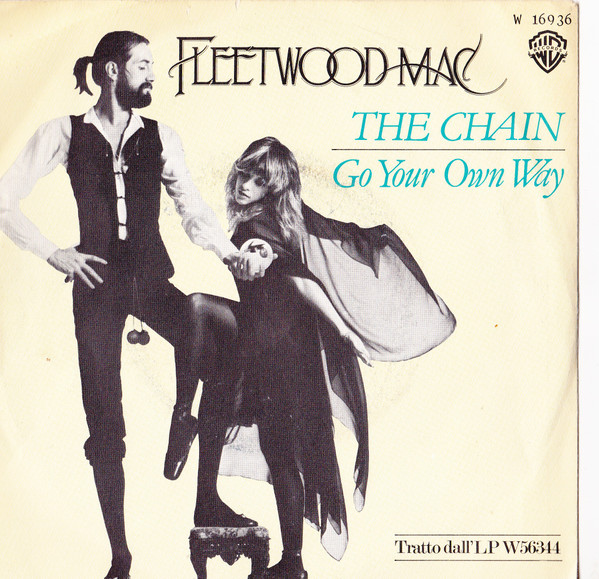 W 16936
FLEETWOOD MAC
THE CHAIN
Go Your Own Way
Tratto dall' LP W56344